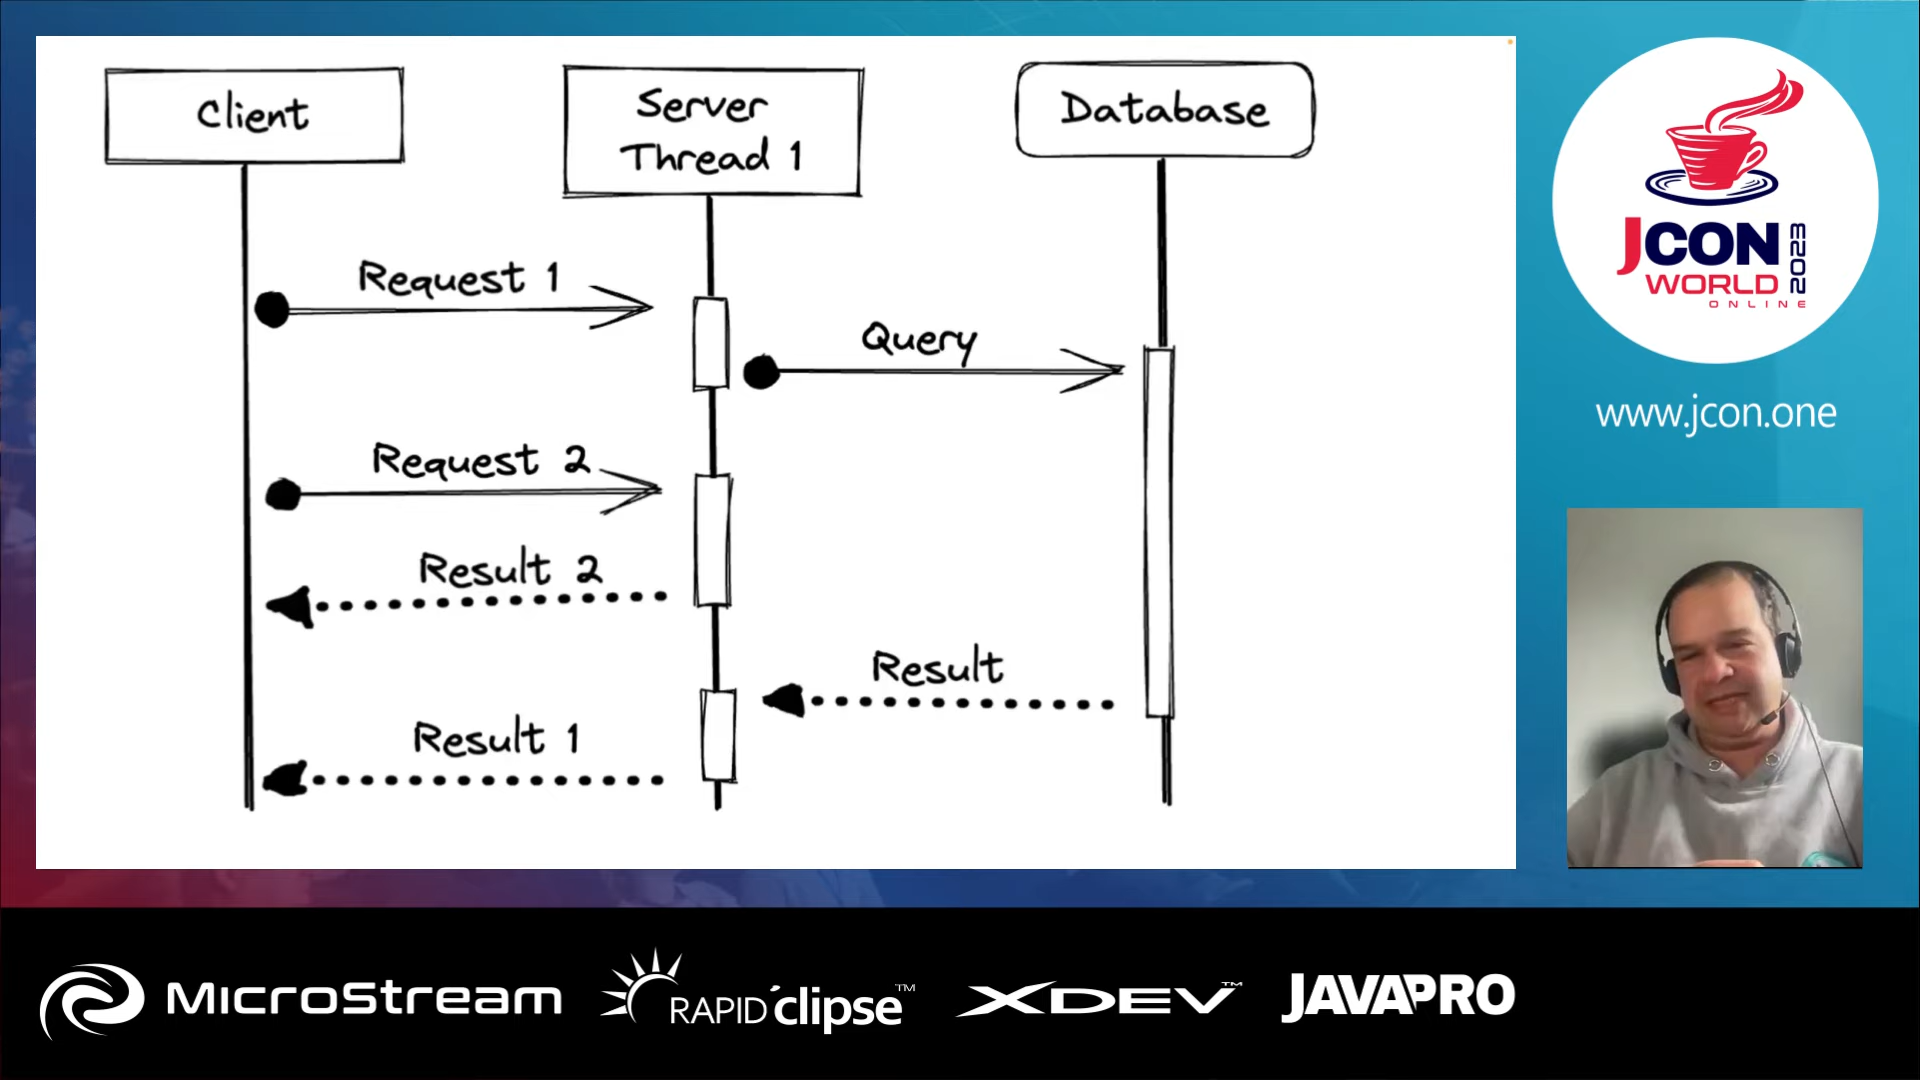 Client
Server
Thread 1
Database
Request 1
Query
Request 2
Result 2
Result
Result 1
JCON
WORLD
ONLINE
2023
www.jcon.one
MicroStream
RAPID'clipse™
XDEV™
JAVAPRO